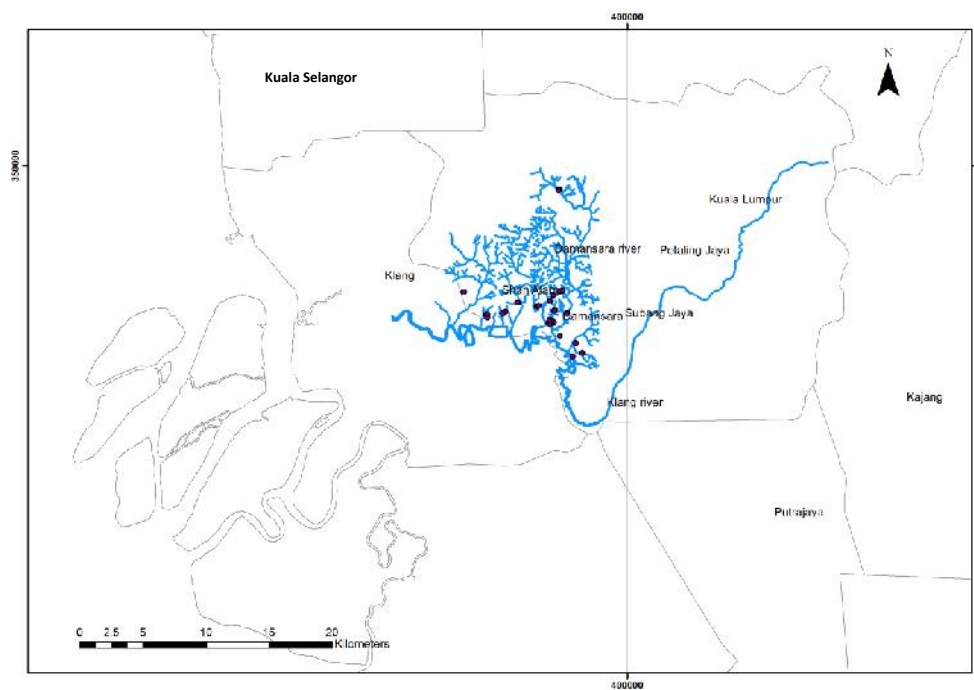 400000
N
Kuala Selangor
350000
Kuala Lumpur
Damansara river
Petaling Jaya
Klang
Shah Alam
Damansara
Subang Jaya
Klang river
Kajang
Putrajaya
0 2.5 5 10 15 20
Kilometers
400000